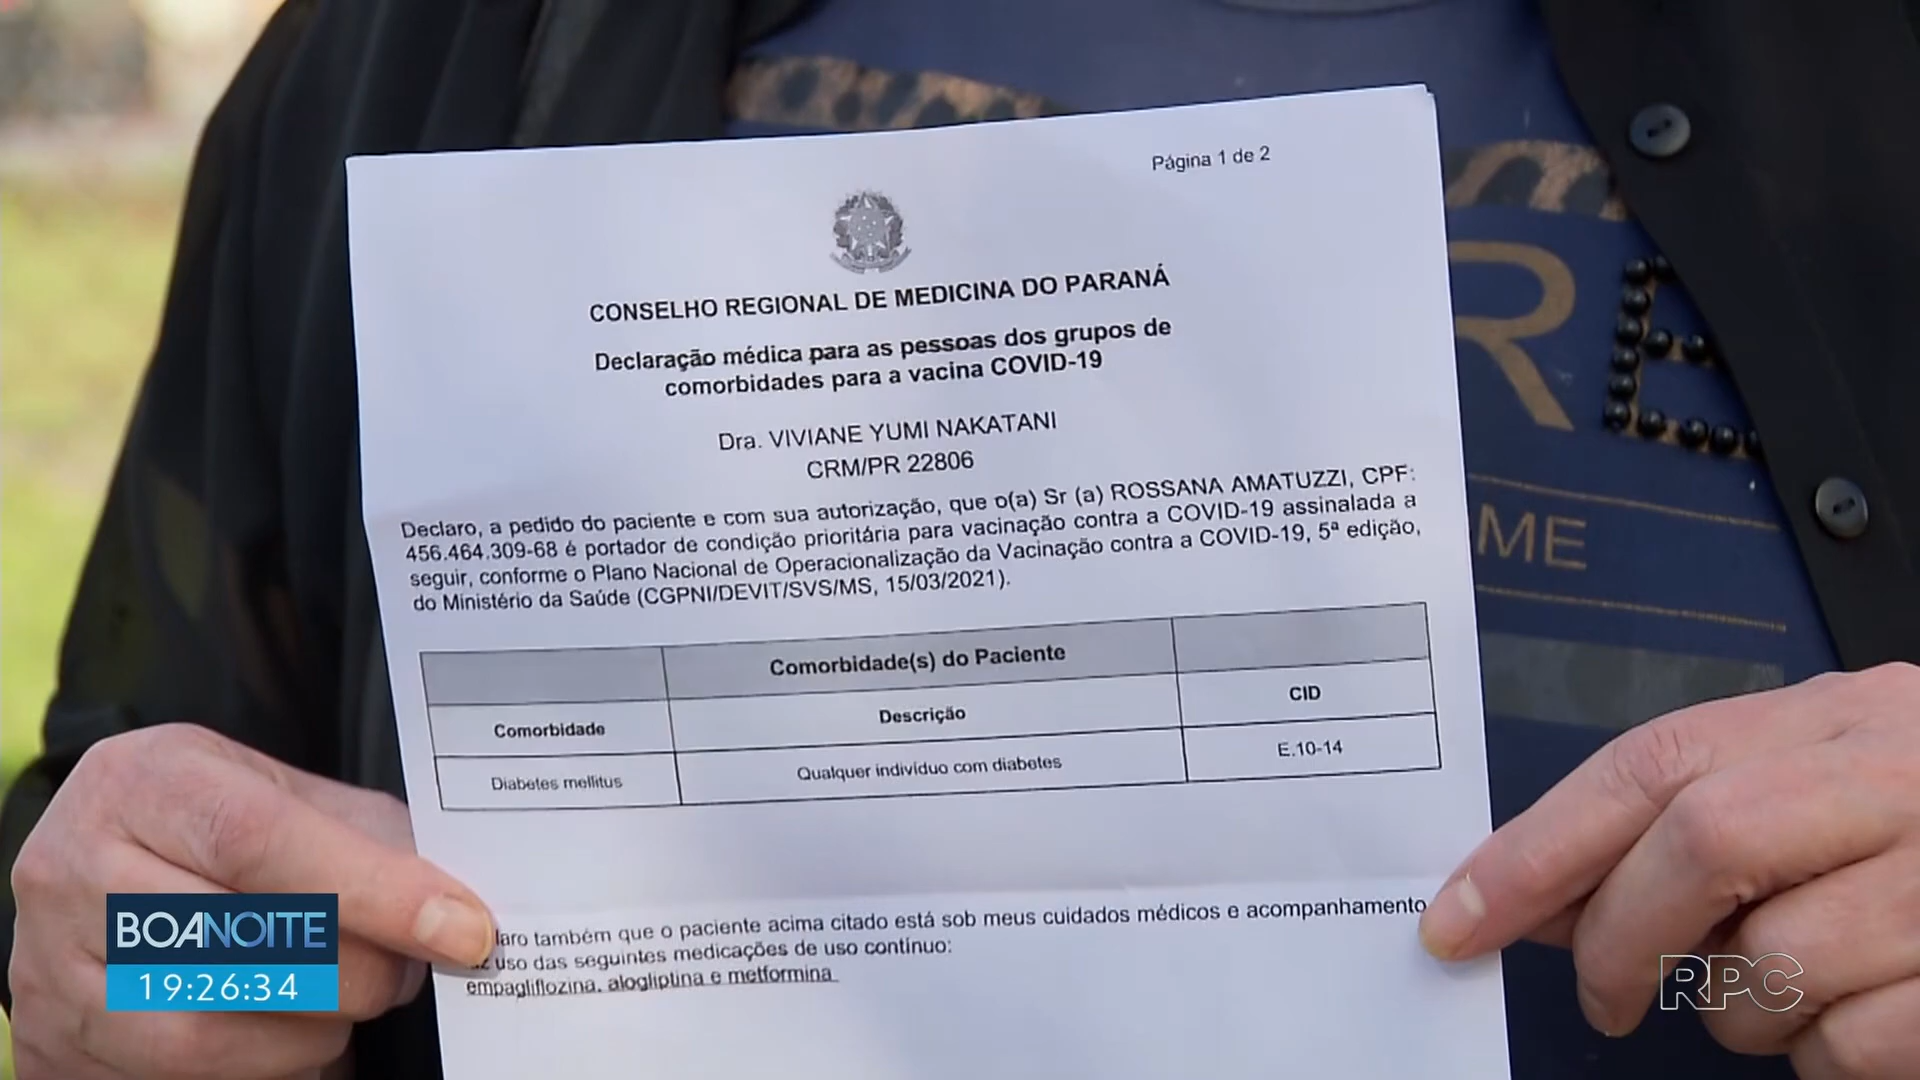 Página 1 de 2
CONSELHO REGIONAL DE MEDICINA DO PARANÁ
Declaração médica para as pessoas dos grupos de
comorbidades para a vacina COVID-19
Dra. VIVIANE YUMI NAKATANI
CRM/PR 22806
Declaro, a pedido do paciente e com sua autorização, que o(a) Sr (a) ROSSANA AMATUZZI, CPF:
456.464.309-68 é portador de condição prioritária para vacinação contra a COVID-19 assinalada a
seguir, conforme o Plano Nacional de Operacionalização da Vacinação contra a COVID-19, 5ª edição,
do Ministério da Saúde (CGPNI/DEVIT/SVS/MS, 15/03/2021).
Comorbidade(s) do Paciente
Comorbidade Descrição CID
Diabetes mellitus Qualquer indivíduo com diabetes E.10-14
laro também que o paciente acima citado está sob meus cuidados médicos e acompanhamento
uso das seguintes medicações de uso contínuo:
empagliflozina, alogliptina e metformina
RE
ME
BOANOITE
19:26:34
RPC